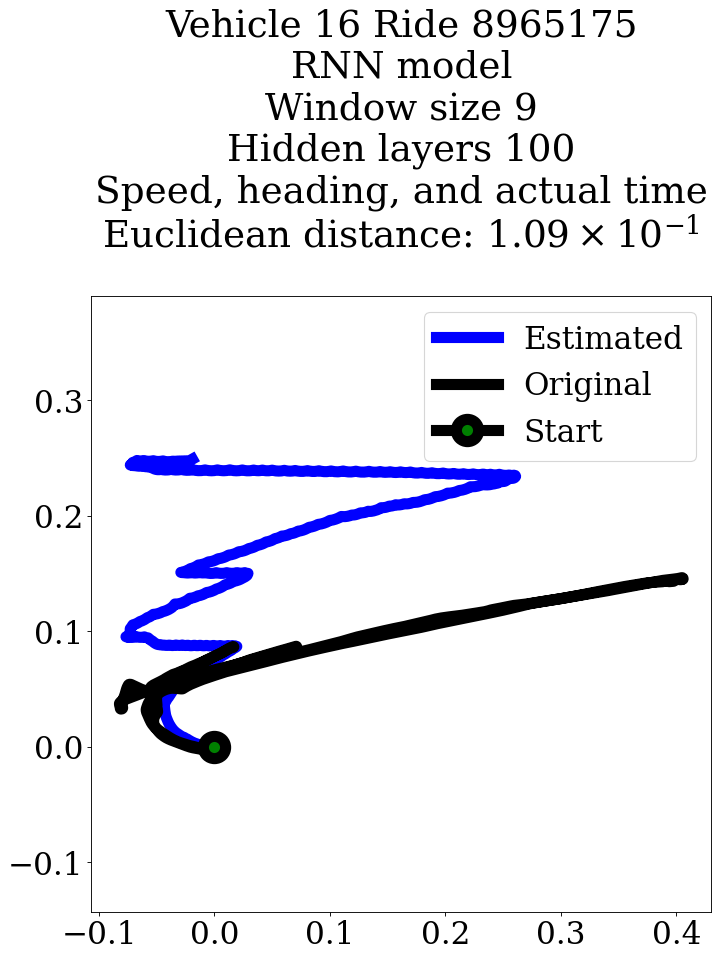 Vehicle 16 Ride 8965175
RNN model
Window size 9
Hidden layers 100
Speed, heading, and actual time
Euclidean distance: 1.09 × 10⁻¹
Estimated
Original
Start
0.3
0.2
0.1
0.0
−0.1
−0.1 0.0 0.1 0.2 0.3 0.4